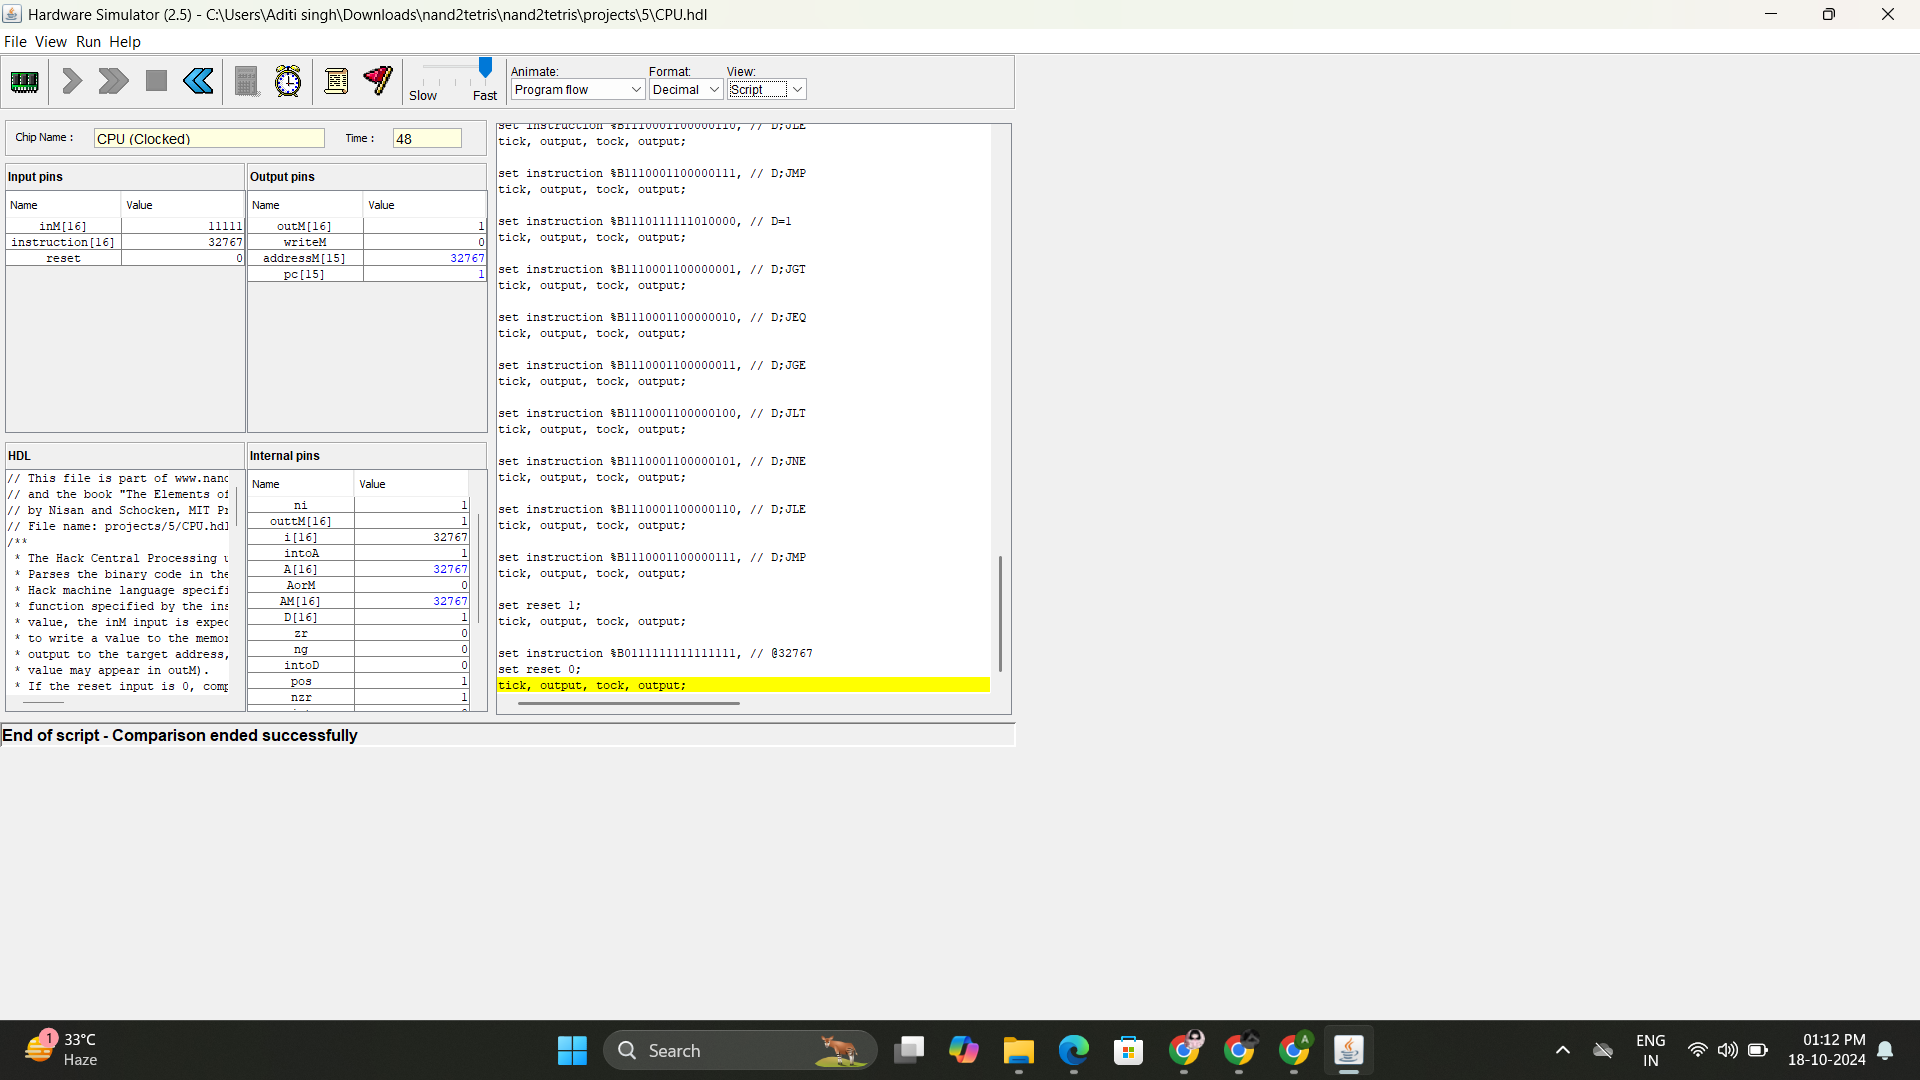 Hardware Simulator (2.5) - C:\Users\Aditi singh\Downloads\nand2tetris\nand2tetris\projects\5\CPU.hdl
File View Run Help
Slow Fast
Animate: Format: View:
Program flow Decimal Script
Chip Name : CPU (Clocked) Time : 48
Input pins
Name Value
inM[16] 11111
instruction[16] 32767
reset 0
Output pins
Name Value
outM[16] 1
writeM 0
addressM[15] 32767
pc[15] 1
HDL
// This file is part of www.nand
// and the book "The Elements of
// by Nisan and Schocken, MIT Pr
// File name: projects/5/CPU.hdl
/**
* The Hack Central Processing u
* Parses the binary code in the
* Hack machine language specifi
* function specified by the ins
* value, the inM input is expec
* to write a value to the memor
* output to the target address,
* value may appear in outM).
* If the reset input is 0, comp
Internal pins
Name Value
ni 1
outtM[16] 1
i[16] 32767
intoA 1
A[16] 32767
AorM 0
AM[16] 32767
D[16] 1
zr 0
ng 0
intoD 0
pos 1
nzr 1
set instruction %B1110001100000110, // D;JLE
tick, output, tock, output;
set instruction %B1110001100000111, // D;JMP
tick, output, tock, output;
set instruction %B1110111111010000, // D=1
tick, output, tock, output;
set instruction %B1110001100000001, // D;JGT
tick, output, tock, output;
set instruction %B1110001100000010, // D;JEQ
tick, output, tock, output;
set instruction %B1110001100000011, // D;JGE
tick, output, tock, output;
set instruction %B1110001100000100, // D;JLT
tick, output, tock, output;
set instruction %B1110001100000101, // D;JNE
tick, output, tock, output;
set instruction %B1110001100000110, // D;JLE
tick, output, tock, output;
set instruction %B1110001100000111, // D;JMP
tick, output, tock, output;
set reset 1;
tick, output, tock, output;
set instruction %B0111111111111111, // @32767
set reset 0;
tick, output, tock, output;
End of script - Comparison ended successfully
1
33°C
Haze
Search
A
ENG
IN
01:12 PM
18-10-2024